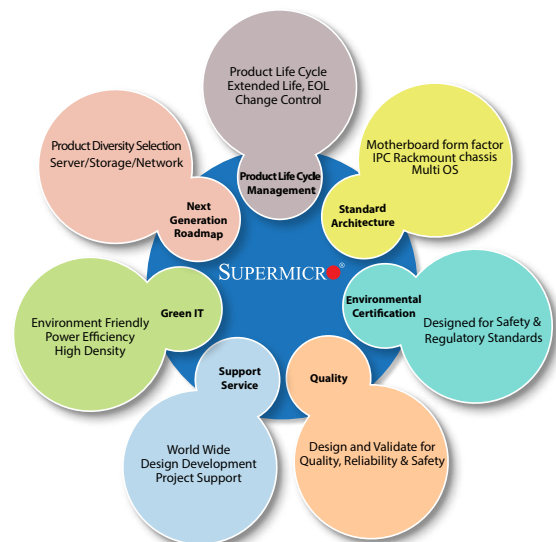 Product Life Cycle
Extended Life, EOL
Change Control
Product Life Cycle
Management
Motherboard form factor
IPC Rackmount chassis
Multi OS
Standard
Architecture
Designed for Safety &
Regulatory Standards
Environmental
Certification
Design and Validate for
Quality, Reliability & Safety
Quality
World Wide
Design Development
Project Support
Support
Service
Environment Friendly
Power Efficiency
High Density
Green IT
Product Diversity Selection
Server/Storage/Network
Next
Generation
Roadmap
SUPERMICRO®